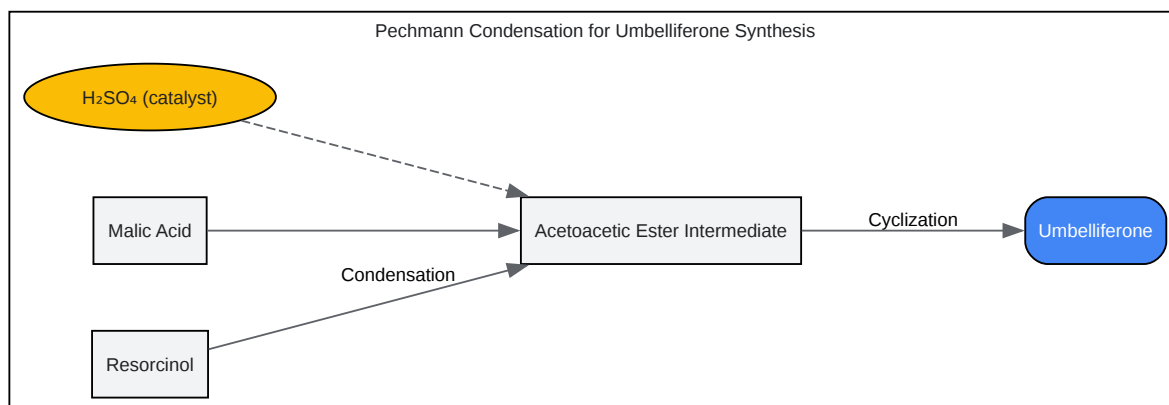 Pechmann Condensation for Umbelliferone Synthesis
H₂SO₄ (catalyst)
Malic Acid
Acetoacetic Ester Intermediate
Cyclization
Umbelliferone
Condensation
Resorcinol